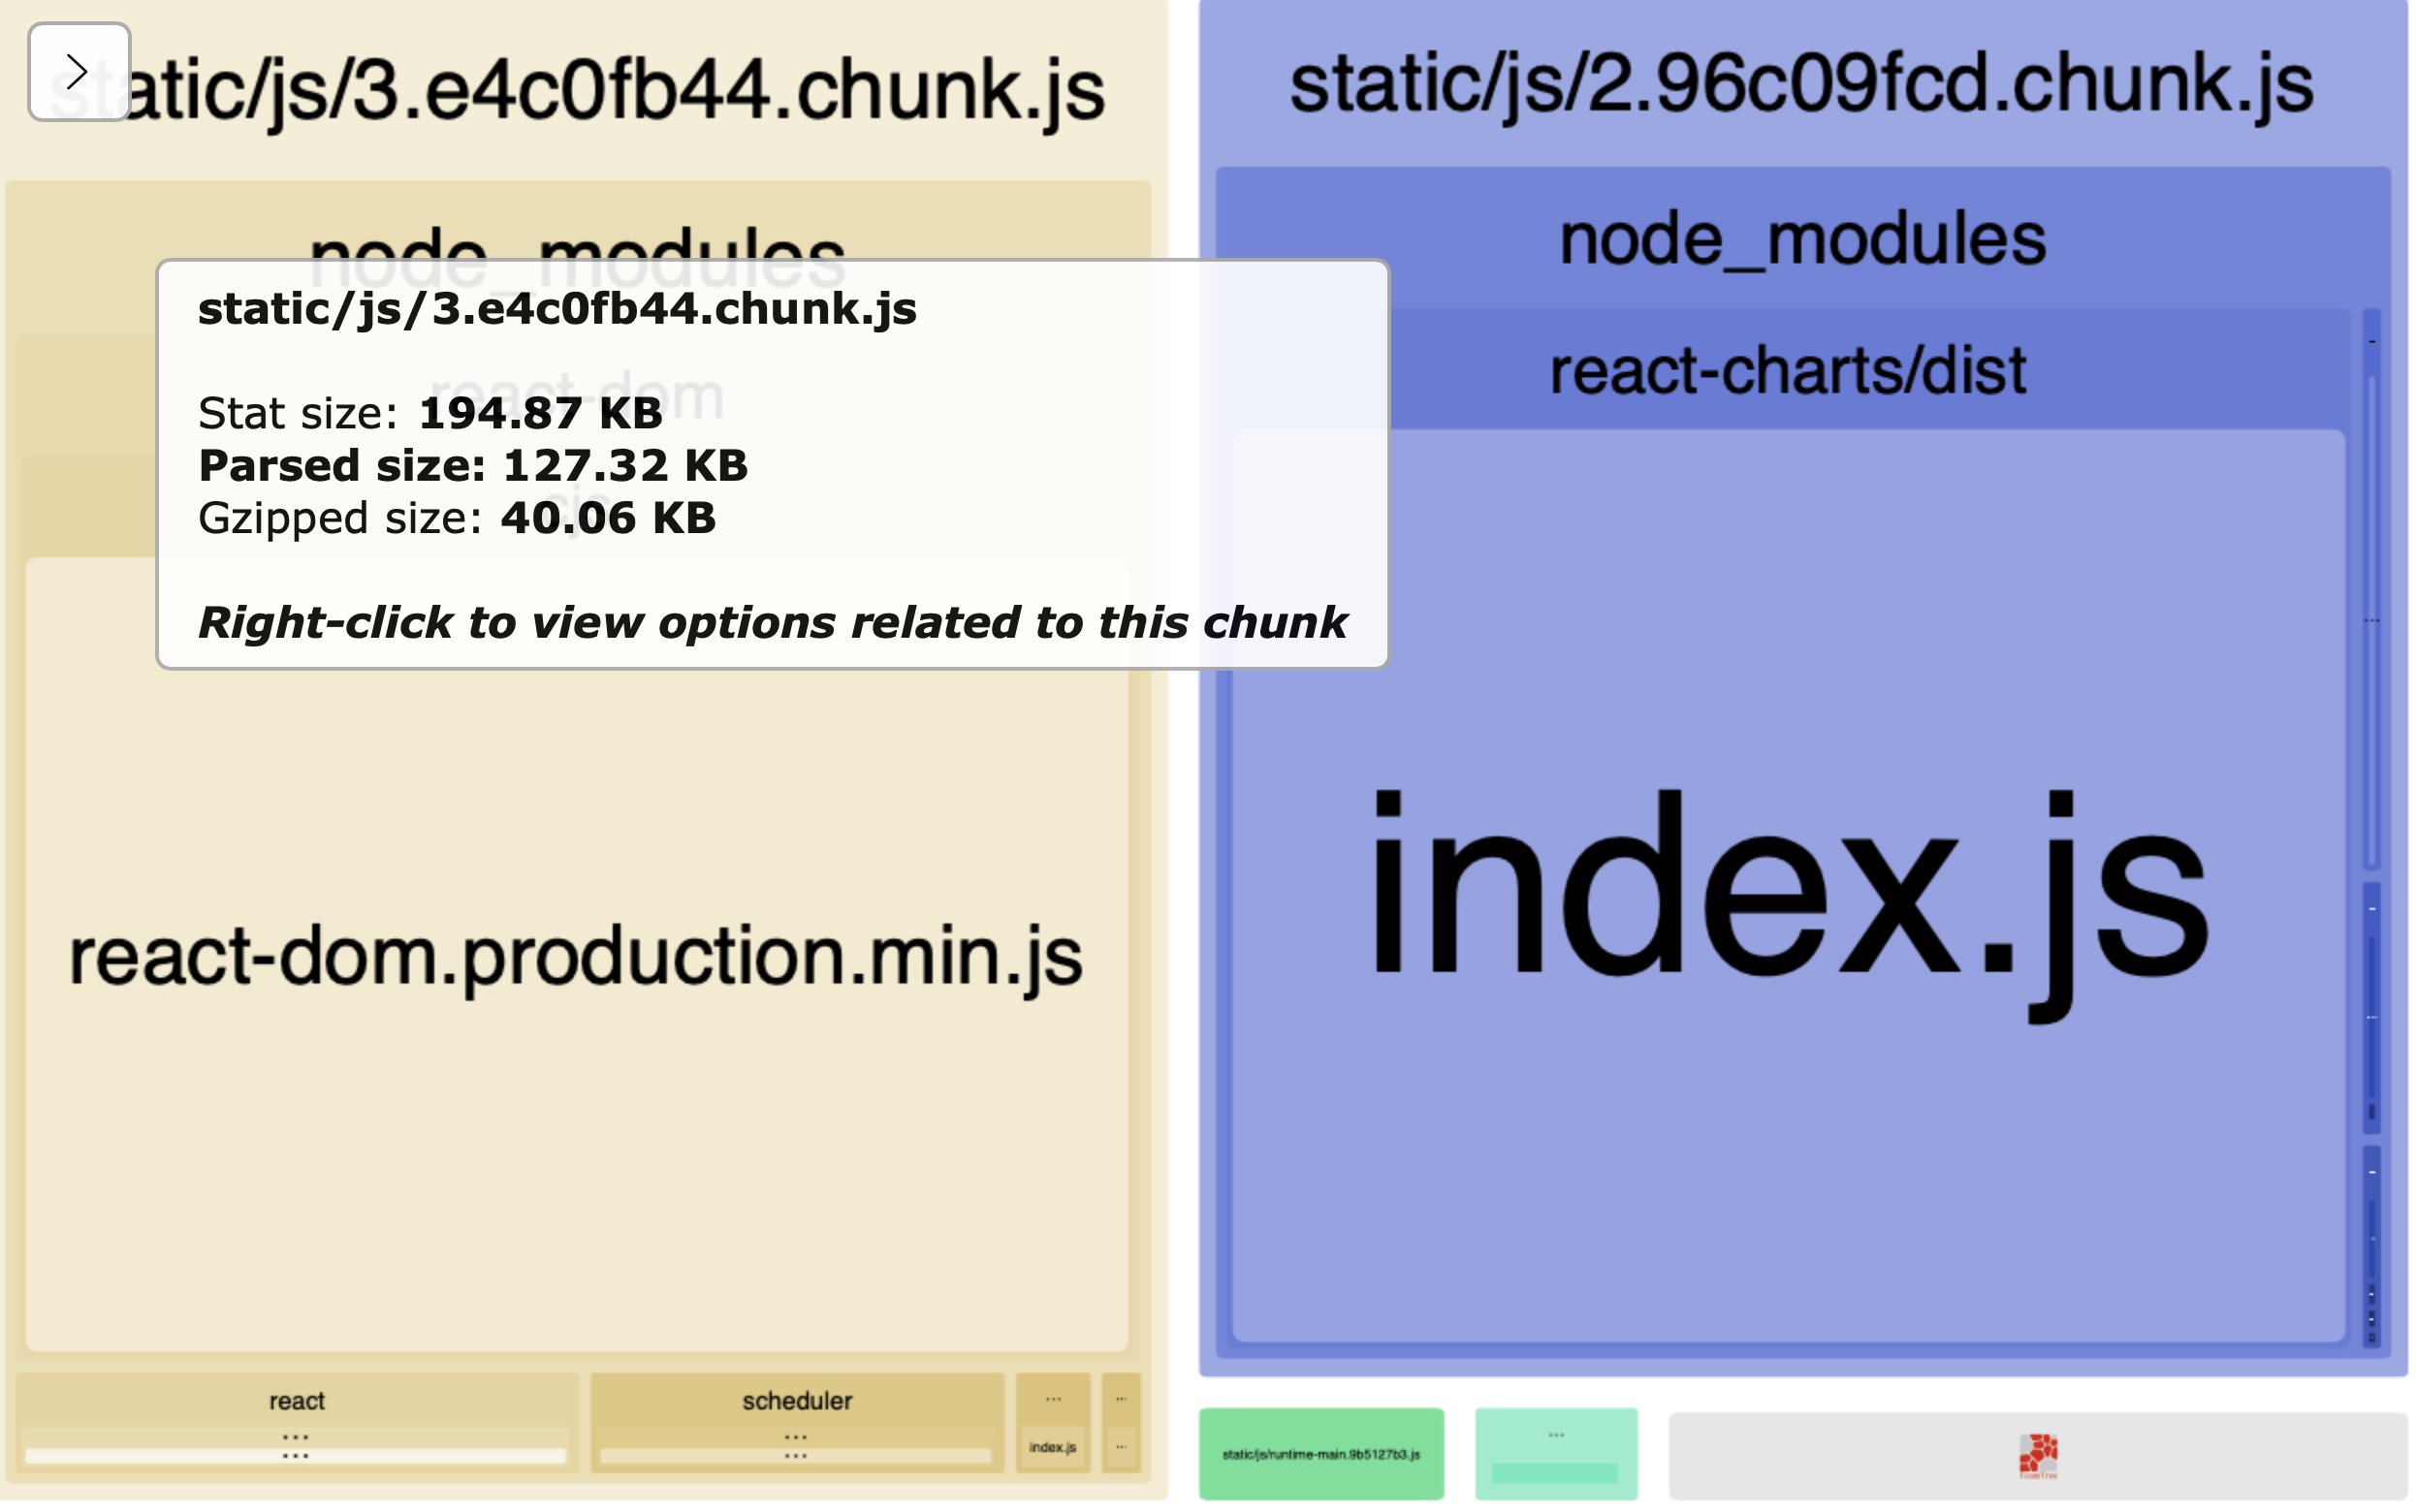 static/js/3.e4c0fb44.chunk.js
node_modules
react-dom
cjs
static/js/3.e4c0fb44.chunk.js
Stat size: 194.87 KB
Parsed size: 127.32 KB
Gzipped size: 40.06 KB
Right-click to view options related to this chunk
react-dom.production.min.js
react
...
...
scheduler
...
...
...
index.js
...
...
static/js/2.96c09fcd.chunk.js
node_modules
react-charts/dist
index.js
...
static/js/runtime-main.9b5127b3.js
...
FoamTree